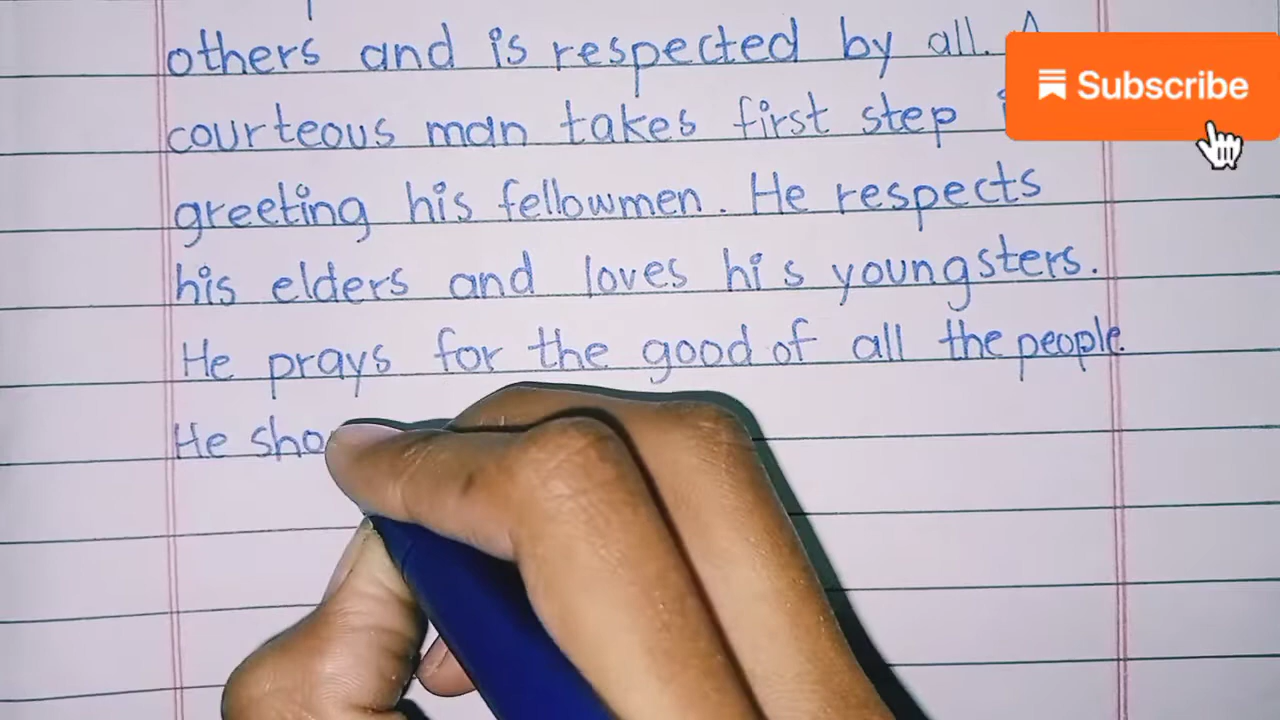 others and is respected by all. A
Subscribe
courteous man takes first step
greeting his fellowmen. He respects
his elders and loves his youngsters.
He prays for the good of all the people.
He sho